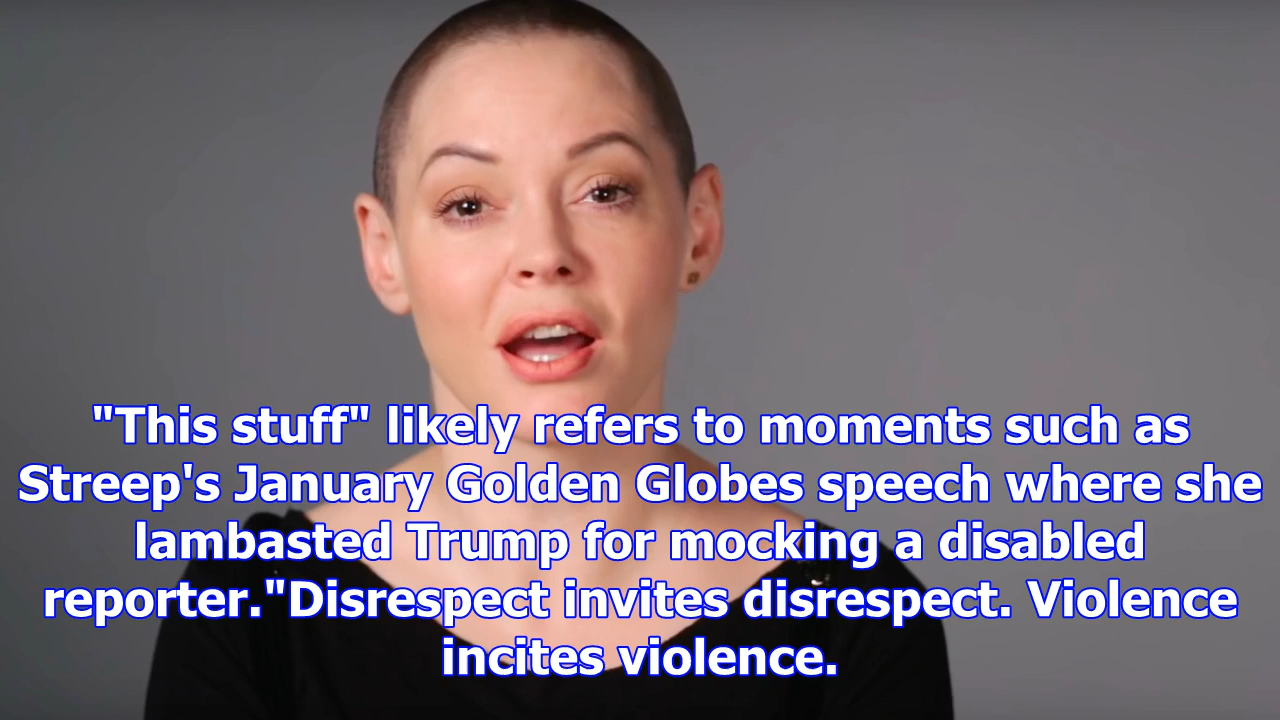 "This stuff" likely refers to moments such as
Streep's January Golden Globes speech where she
lambasted Trump for mocking a disabled
reporter."Disrespect invites disrespect. Violence
incites violence.